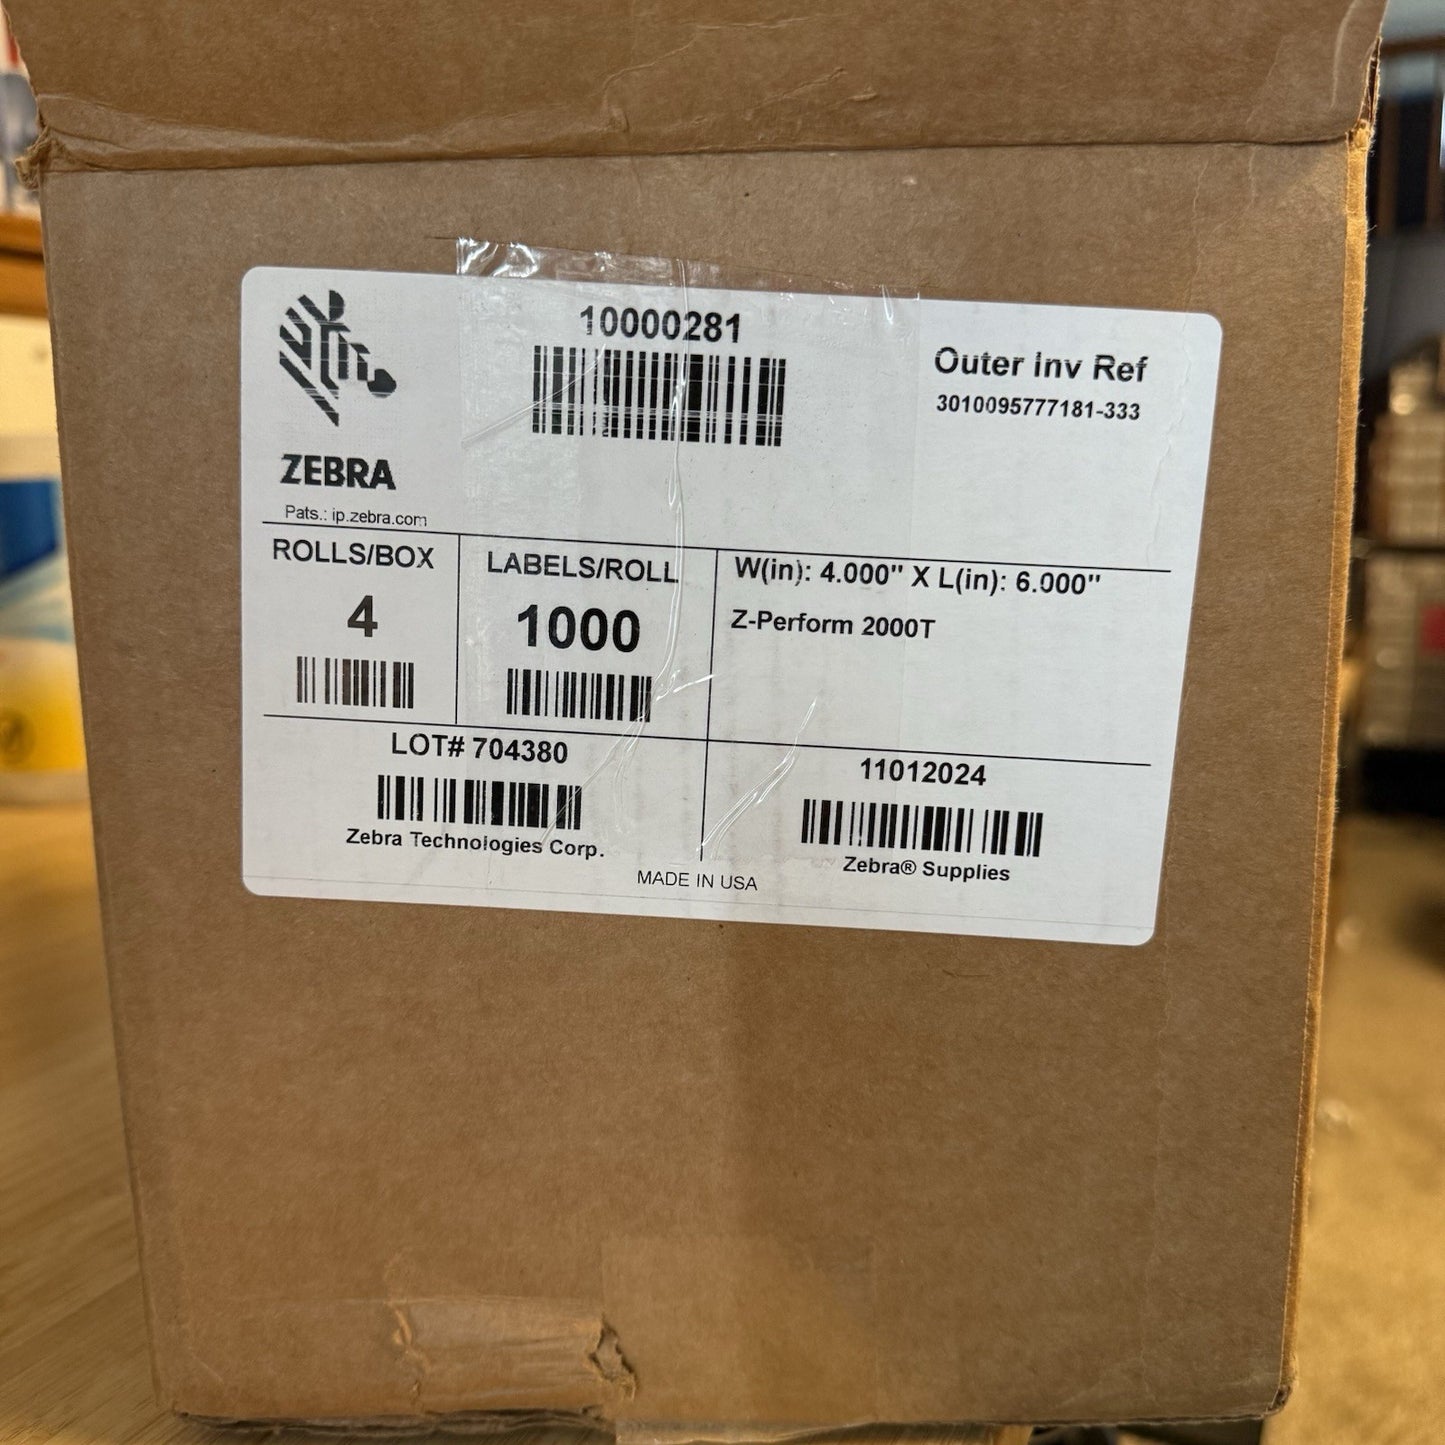 10000281
Outer Inv Ref
3010095777181-333
ZEBRA
Pats.: ip.zebra.com
ROLLS/BOX
4
LABELS/ROLL
1000
W(in): 4.000" X L(in): 6.000"
Z-Perform 2000T
LOT# 704380
Zebra Technologies Corp.
11012024
Zebra® Supplies
MADE IN USA